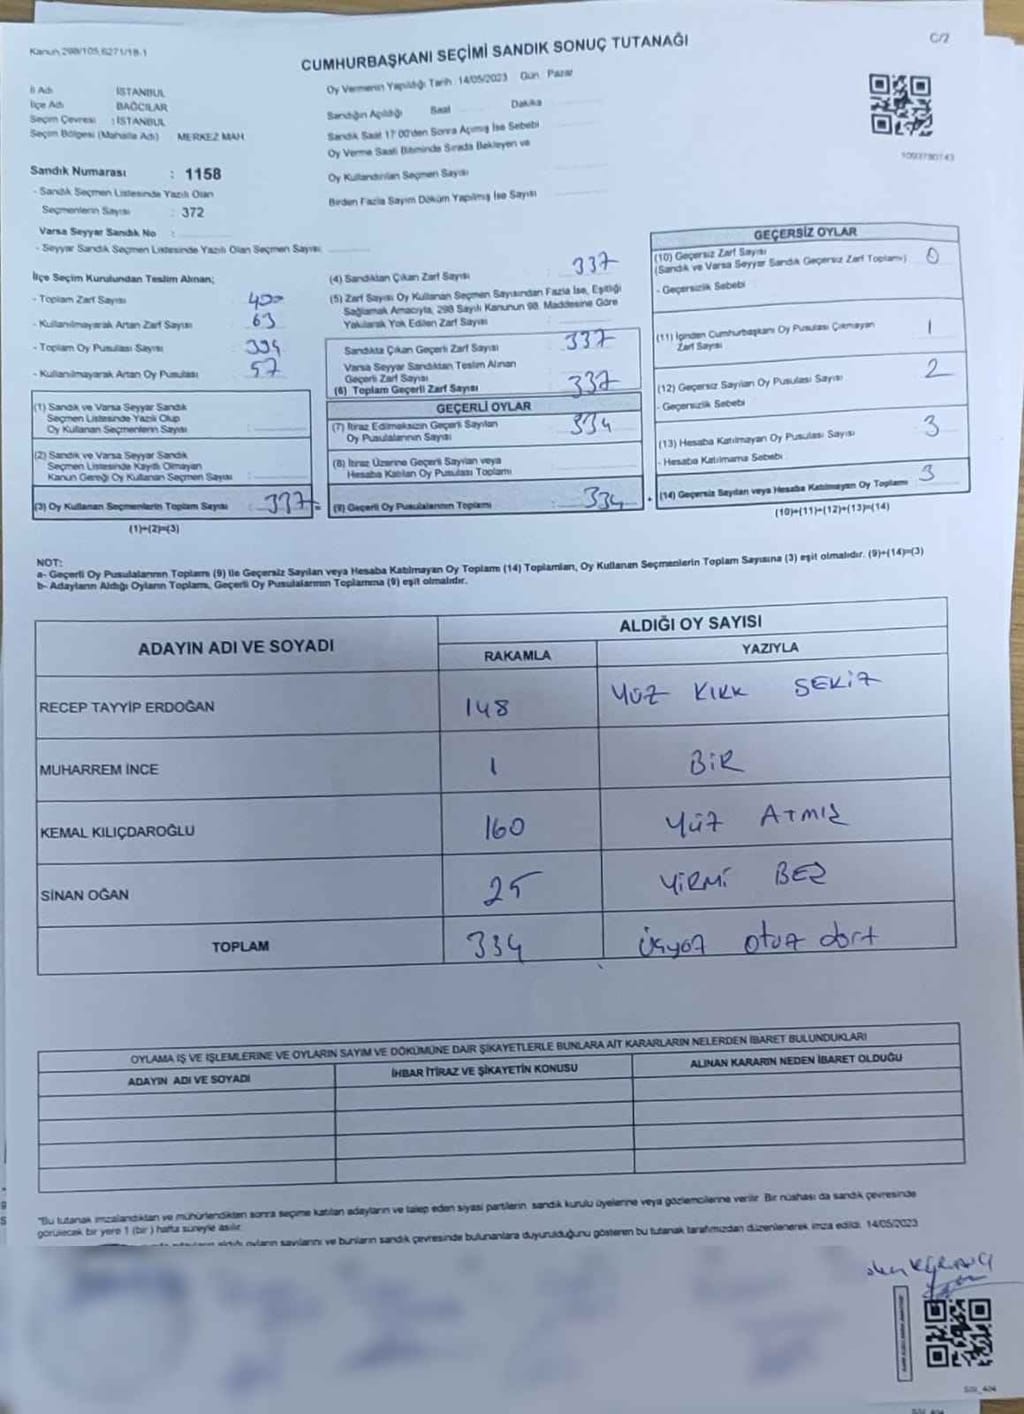 Kanun 298/105,6271/18-1
C/2
CUMHURBAŞKANI SEÇİMİ SANDIK SONUÇ TUTANAĞI
İl Adı İSTANBUL
İlçe Adı BAĞCILAR
Seçim Çevresi : İSTANBUL
Seçim Bölgesi (Mahalle Adı) MERKEZ MAH.
Oy Vermenin Yapıldığı Tarih 14/05/2023 Gün Pazar
Sandığın Açıldığı Saat Dakika
Sandık Saat 17:00'den Sonra Açılmış İse Sebebi
Oy Verme Saati Bitiminde Sırada Bekleyen ve
Oy Kullandırılan Seçmen Sayısı
Birden Fazla Sayım Döküm Yapılmış İse Sayısı
1093780743
Sandık Numarası : 1158
- Sandık Seçmen Listesinde Yazılı Olan
Seçmenlerin Sayısı : 372
Varsa Seyyar Sandık No :
- Seyyar Sandık Seçmen Listesinde Yazılı Olan Seçmen Sayısı:
İlçe Seçim Kurulundan Teslim Alınan;
- Toplam Zarf Sayısı 400
- Kullanılmayarak Artan Zarf Sayısı 63
- Toplam Oy Pusulası Sayısı 394
- Kullanılmayarak Artan Oy Pusulası 57
(1) Sandık ve Varsa Seyyar Sandık
Seçmen Listesinde Yazılı Olup
Oy Kullanan Seçmenlerin Sayısı
(2) Sandık ve Varsa Seyyar Sandık
Seçmen Listesinde Kayıtlı Olmayan
Kanun Gereği Oy Kullanan Seçmen Sayısı
(3) Oy Kullanan Seçmenlerin Toplam Sayısı : 337 =
(1)+(2)=(3)
(4) Sandıktan Çıkan Zarf Sayısı 337
(5) Zarf Sayısı Oy Kullanan Seçmen Sayısından Fazla İse, Eşitliği
Sağlamak Amacıyla, 298 Sayılı Kanunun 98. Maddesine Göre
Yakılarak Yok Edilen Zarf Sayısı
Sandıkta Çıkan Geçerli Zarf Sayısı 337
Varsa Seyyar Sandıktan Teslim Alınan
Geçerli Zarf Sayısı
(6) Toplam Geçerli Zarf Sayısı 337
GEÇERLİ OYLAR
(7) İtiraz Edilmeksizin Geçerli Sayılan
Oy Pusulalarının Sayısı 334
(8) İtiraz Üzerine Geçerli Sayılan veya
Hesaba Katılan Oy Pusulası Toplamı
(9) Geçerli Oy Pusulalarının Toplamı : 334 +
GEÇERSİZ OYLAR
(10) Geçersiz Zarf Sayısı
(Sandık ve Varsa Seyyar Sandık Geçersiz Zarf Toplamı) 0
- Geçersizlik Sebebi
(11) İçinden Cumhurbaşkanı Oy Pusulası Çıkmayan
Zarf Sayısı 1
(12) Geçersiz Sayılan Oy Pusulası Sayısı 2
- Geçersizlik Sebebi
(13) Hesaba Katılmayan Oy Pusulası Sayısı 3
- Hesaba Katılmama Sebebi
(14) Geçersiz Sayılan veya Hesaba Katılmayan Oy Toplamı 3
(10)+(11)+(12)+(13)=(14)
NOT:
a- Geçerli Oy Pusulalarının Toplamı (9) ile Geçersiz Sayılan veya Hesaba Katılmayan Oy Toplamı (14) Toplamları, Oy Kullanan Seçmenlerin Toplam Sayısına (3) eşit olmalıdır. (9)+(14)=(3)
b- Adayların Aldığı Oyların Toplamı, Geçerli Oy Pusulalarının Toplamına (9) eşit olmalıdır.
ADAYIN ADI VE SOYADI ALDIĞI OY SAYISI
RAKAMLA YAZIYLA
RECEP TAYYİP ERDOĞAN 148 YÜZ KIRK SEKİZ
MUHARREM İNCE 1 BİR
KEMAL KILIÇDAROĞLU 160 YÜZ ATMIŞ
SİNAN OĞAN 25 YİRMİ BEŞ
TOPLAM 334 Üçyüz otuz dört
OYLAMA İŞ VE İŞLEMLERİNE VE OYLARIN SAYIM VE DÖKÜMÜNE DAİR ŞİKAYETLERLE BUNLARA AİT KARARLARIN NELERDEN İBARET BULUNDUKLARI
ADAYIN ADI VE SOYADI İHBAR İTİRAZ VE ŞİKAYETİN KONUSU ALINAN KARARIN NEDEN İBARET OLDUĞU
"Bu tutanak imzalandıktan ve mühürlendikten sonra seçime katılan adayların ve talep eden siyasi partilerin sandık kurulu üyelerine veya gözlemcilerine verilir. Bir nüshası da sandık çevresinde
görülecek bir yere 1 (bir) hafta süreyle asılır.
aldığı oyların sayılarını ve bunların sandık çevresinde bulunanlara duyurulduğunu gösteren bu tutanak tarafımızdan düzenlenerek imza edildi. 14/05/2023